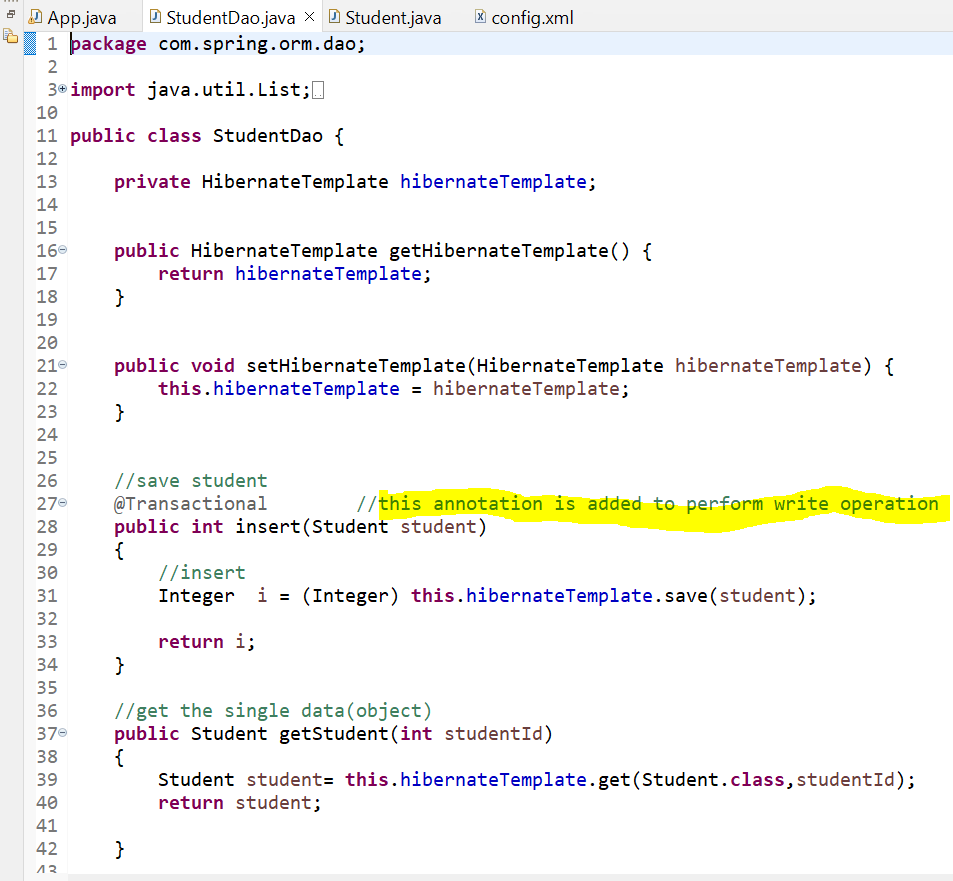 App.java StudentDao.java Student.java config.xml
1 package com.spring.orm.dao;
2
3 import java.util.List;
10
11 public class StudentDao {
12
13 private HibernateTemplate hibernateTemplate;
14
15
16 public HibernateTemplate getHibernateTemplate() {
17 return hibernateTemplate;
18 }
19
20
21 public void setHibernateTemplate(HibernateTemplate hibernateTemplate) {
22 this.hibernateTemplate = hibernateTemplate;
23 }
24
25
26 //save student
27 @Transactional //this annotation is added to perform write operation
28 public int insert(Student student)
29 {
30 //insert
31 Integer i = (Integer) this.hibernateTemplate.save(student);
32
33 return i;
34 }
35
36 //get the single data(object)
37 public Student getStudent(int studentId)
38 {
39 Student student= this.hibernateTemplate.get(Student.class,studentId);
40 return student;
41
42 }
43